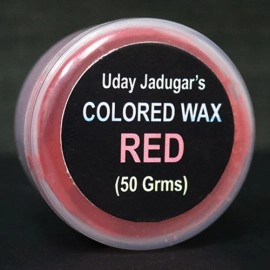 Uday Jadugar's
COLORED WAX
RED
(50 Grms)